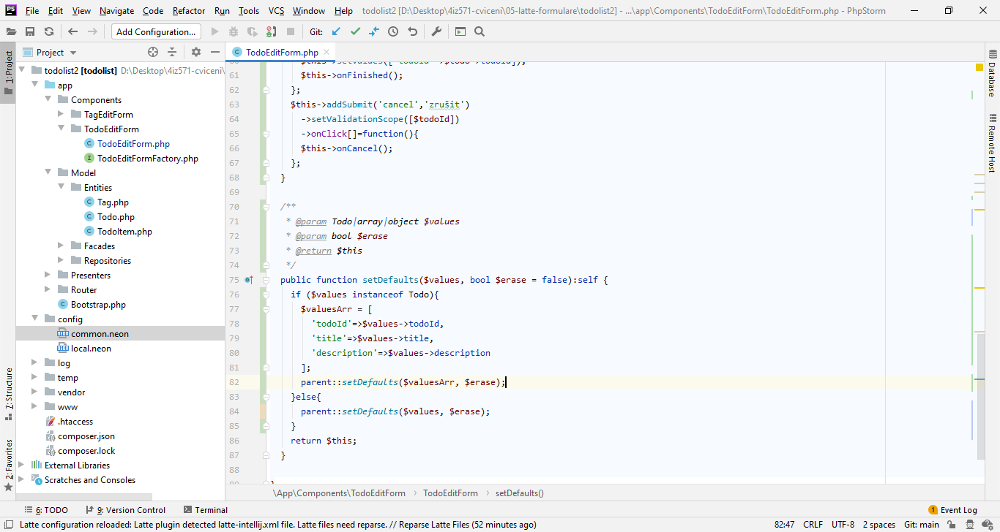 PS File Edit View Navigate Code Refactor Run Tools VCS Window Help todolist2 [D:\Desktop\4iz571-cviceni\05-latte-formulare\todolist2] - ...\app\Components\TodoEditForm\TodoEditForm.php - PhpStorm
Add Configuration... Git:
1: Project
Project
TodoEditForm.php
Database
Remote Host
todolist2 [todolist] D:\Desktop\4iz571-cviceni\
app
Components
TagEditForm
TodoEditForm
TodoEditForm.php
TodoEditFormFactory.php
Model
Entities
Tag.php
Todo.php
TodoItem.php
Facades
Repositories
Presenters
Router
Bootstrap.php
config
common.neon
local.neon
log
temp
vendor
www
.htaccess
composer.json
composer.lock
External Libraries
Scratches and Consoles
7: Structure
2: Favorites
60 $this->setValues(['todoId'=>$todo->todoId]);
61 $this->onFinished();
62 };
63 $this->addSubmit('cancel','zrušit')
64 ->setValidationScope([$todoId])
65 ->onClick[]=function(){
66 $this->onCancel();
67 };
68 }
69
70 /**
71 * @param Todo|array|object $values
72 * @param bool $erase
73 * @return $this
74 */
75 public function setDefaults($values, bool $erase = false):self {
76 if ($values instanceof Todo){
77 $valuesArr = [
78 'todoId'=>$values->todoId,
79 'title'=>$values->title,
80 'description'=>$values->description
81 ];
82 parent::setDefaults($valuesArr, $erase);
83 }else{
84 parent::setDefaults($values, $erase);
85 }
86 return $this;
87 }
88
89 }
\App\Components\TodoEditForm › TodoEditForm › setDefaults()
6: TODO 9: Version Control Terminal 1 Event Log
Latte configuration reloaded: Latte plugin detected latte-intellij.xml file. Latte files need reparse. // Reparse Latte Files (52 minutes ago) 82:47 CRLF UTF-8 2 spaces Git: main